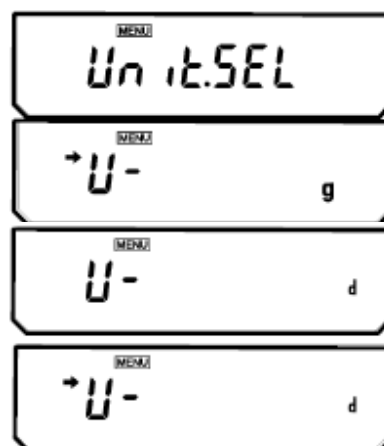 MENU
Unit.SEL
MENU
→U- g
MENU
U- d
MENU
→U- d